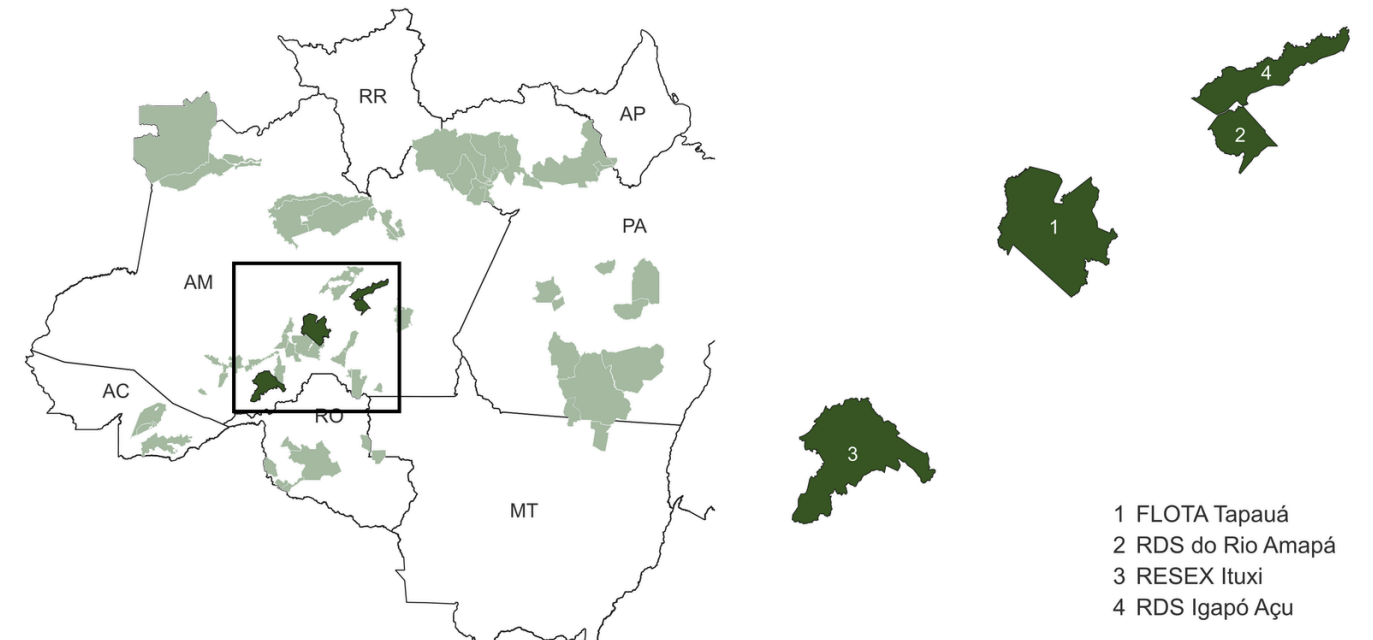 RR
AP
PA
AM
AC
RO
MT
4
2
1
3
1 FLOTA Tapauá
2 RDS do Rio Amapá
3 RESEX Ituxi
4 RDS Igapó Açu